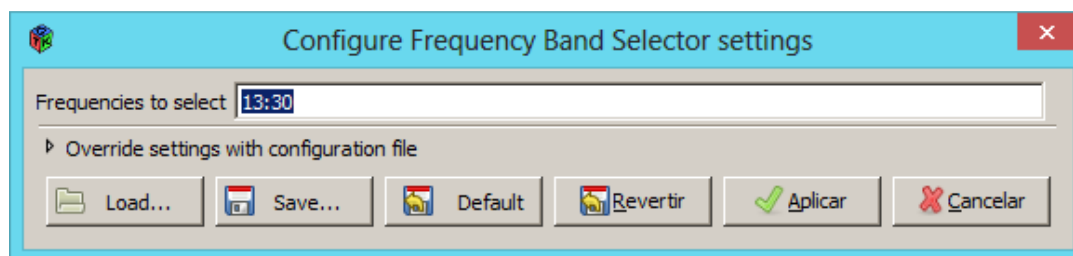 Configure Frequency Band Selector settings
Frequencies to select 13:30
Override settings with configuration file
Load... Save... Default Revertir Aplicar Cancelar